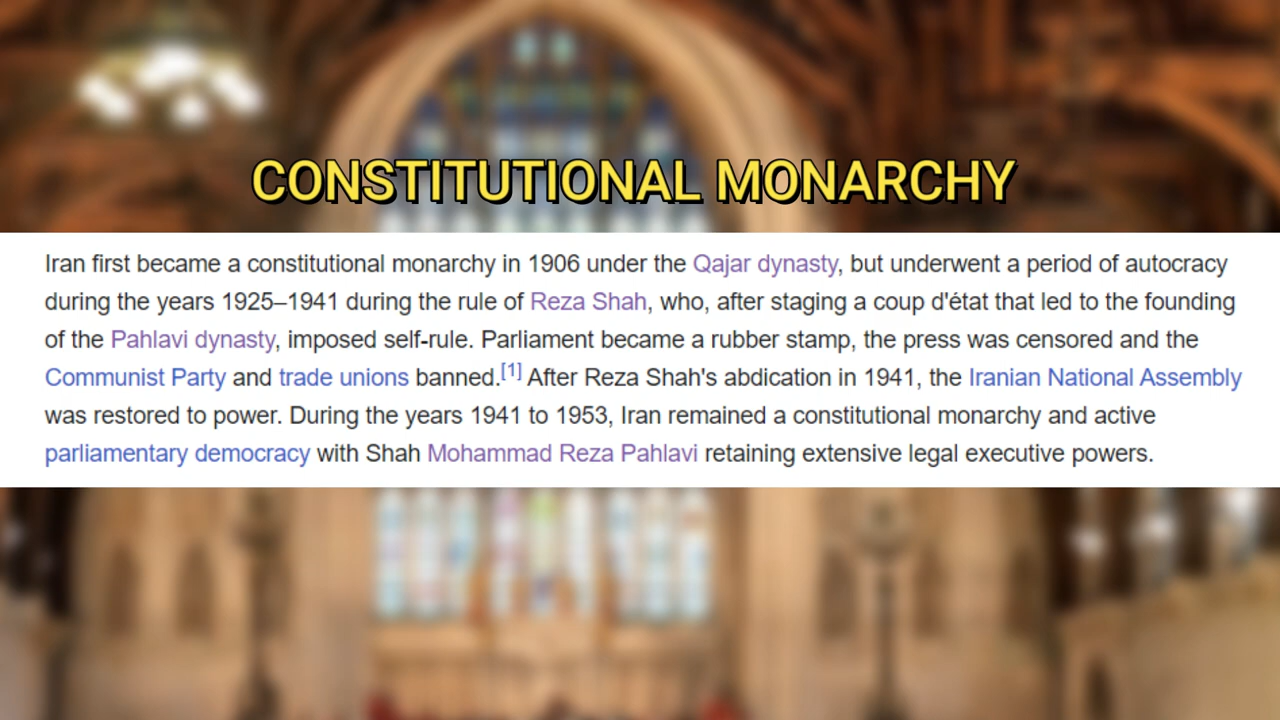 CONSTITUTIONAL MONARCHY
Iran first became a constitutional monarchy in 1906 under the Qajar dynasty, but underwent a period of autocracy
during the years 1925–1941 during the rule of Reza Shah, who, after staging a coup d'état that led to the founding
of the Pahlavi dynasty, imposed self-rule. Parliament became a rubber stamp, the press was censored and the
Communist Party and trade unions banned.[1] After Reza Shah's abdication in 1941, the Iranian National Assembly
was restored to power. During the years 1941 to 1953, Iran remained a constitutional monarchy and active
parliamentary democracy with Shah Mohammad Reza Pahlavi retaining extensive legal executive powers.